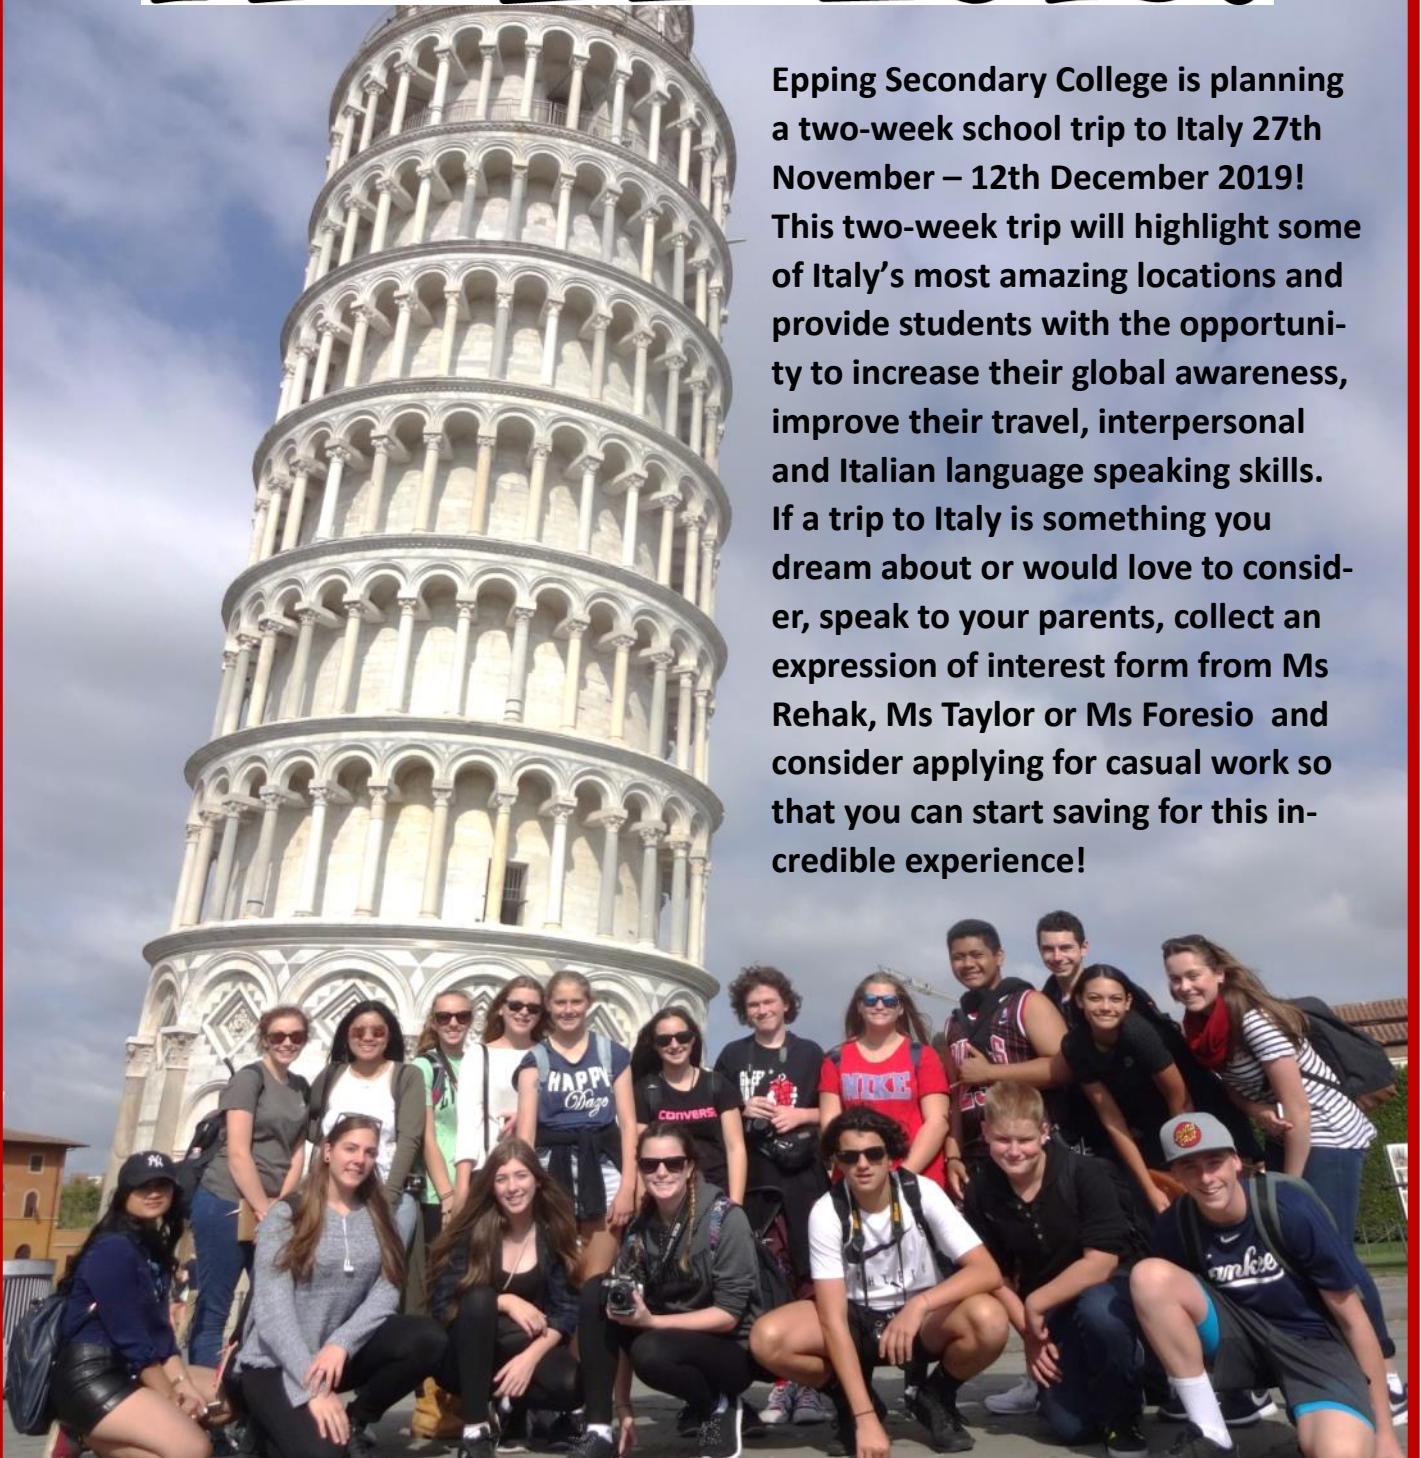 Epping Secondary College is planning
a two-week school trip to Italy 27th
November – 12th December 2019!
This two-week trip will highlight some
of Italy’s most amazing locations and
provide students with the opportuni-
ty to increase their global awareness,
improve their travel, interpersonal
and Italian language speaking skills.
If a trip to Italy is something you
dream about or would love to consid-
er, speak to your parents, collect an
expression of interest form from Ms
Rehak, Ms Taylor or Ms Foresio  and
consider applying for casual work so
that you can start saving for this in-
credible experience!
HAPPY
Daze
CONVERSE
NIKE
NY